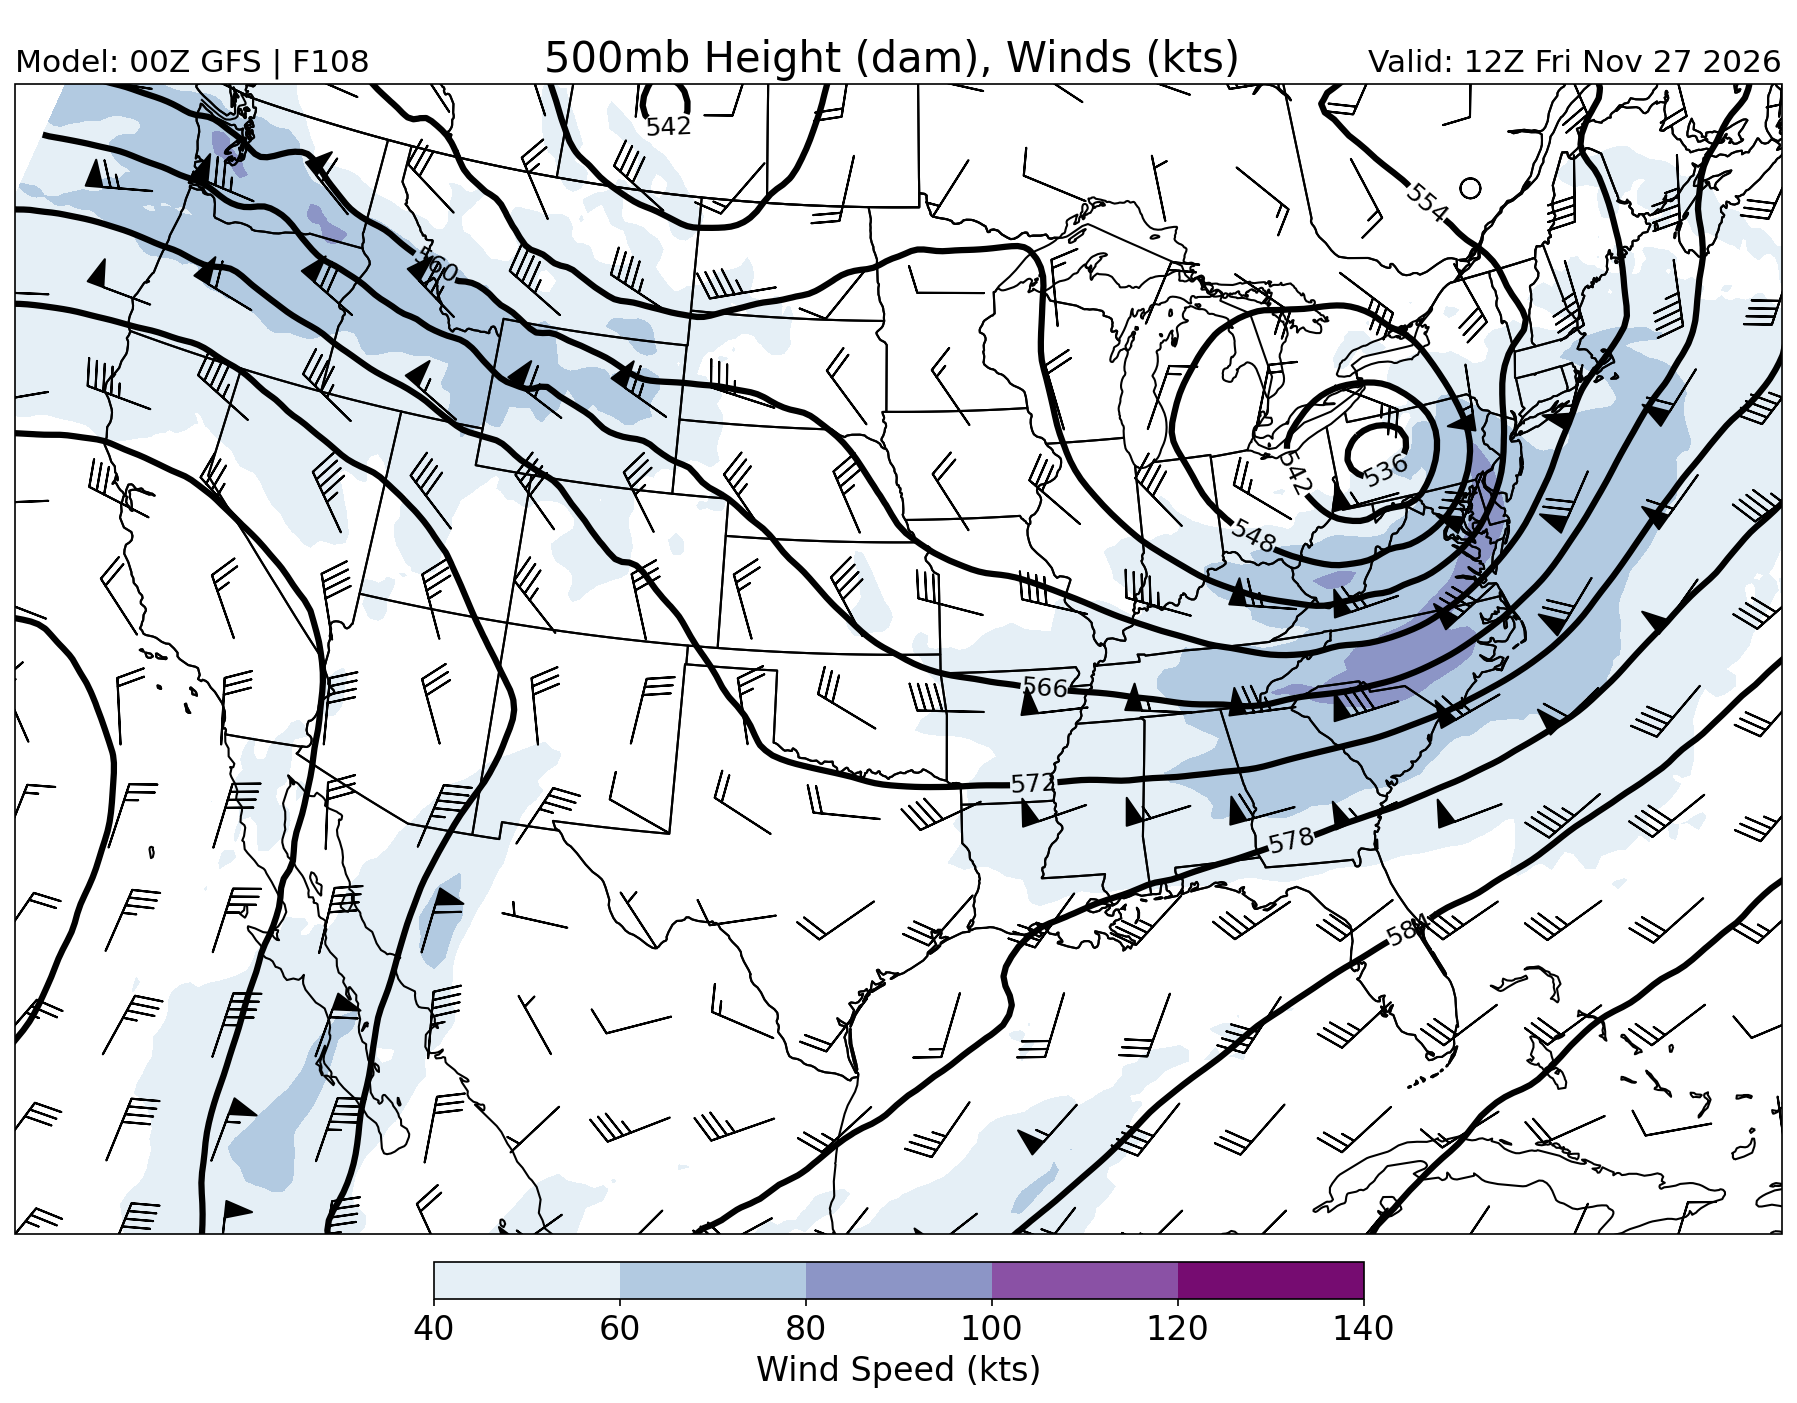 Model: 00Z GFS | F108
500mb Height (dam), Winds (kts)
Valid: 12Z Fri Nov 27 2026
542
554
560
536
542
548
566
572
578
584
40 60 80 100 120 140
Wind Speed (kts)